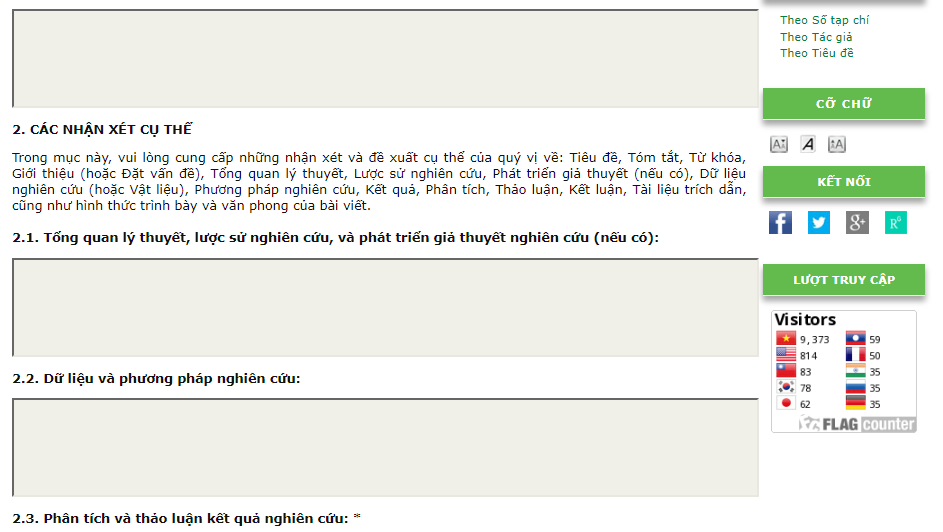 2. CÁC NHẬN XÉT CỤ THỂ
Trong mục này, vui lòng cung cấp những nhận xét và đề xuất cụ thể của quý vị về: Tiêu đề, Tóm tắt, Từ khóa,
Giới thiệu (hoặc Đặt vấn đề), Tổng quan lý thuyết, Lược sử nghiên cứu, Phát triển giả thuyết (nếu có), Dữ liệu
nghiên cứu (hoặc Vật liệu), Phương pháp nghiên cứu, Kết quả, Phân tích, Thảo luận, Kết luận, Tài liệu trích dẫn,
cũng như hình thức trình bày và văn phong của bài viết.
2.1. Tổng quan lý thuyết, lược sử nghiên cứu, và phát triển giả thuyết nghiên cứu (nếu có):
2.2. Dữ liệu và phương pháp nghiên cứu:
2.3. Phân tích và thảo luận kết quả nghiên cứu: *
Theo Số tạp chí
Theo Tác giả
Theo Tiêu đề
CỠ CHỮ
A A A
KẾT NỐI
f g+ RG
LƯỢT TRUY CẬP
Visitors
9,373 59
814 50
83 35
78 35
62 35
FLAG counter